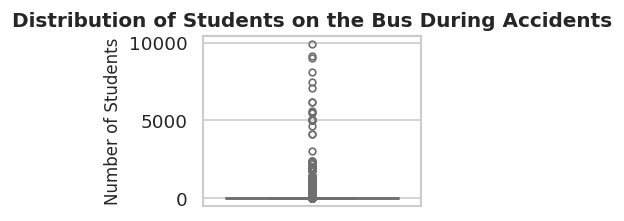 Distribution of Students on the Bus During Accidents
Number of Students
10000
5000
0